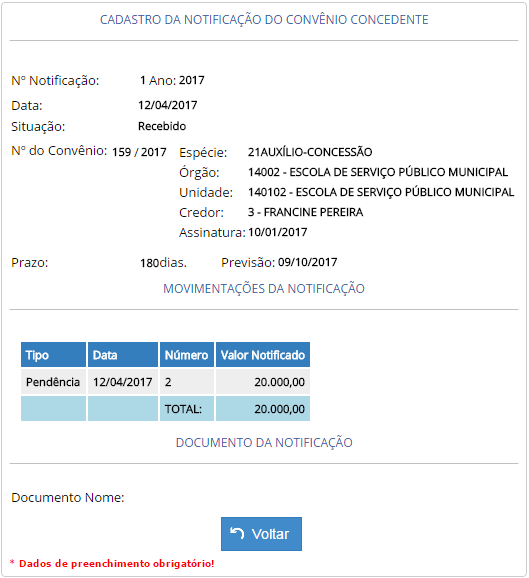 CADASTRO DA NOTIFICAÇÃO DO CONVÊNIO CONCEDENTE
Nº Notificação: 1 Ano: 2017
Data: 12/04/2017
Situação: Recebido
Nº do Convênio: 159 / 2017 Espécie: 21AUXÍLIO-CONCESSÃO
Órgão: 14002 - ESCOLA DE SERVIÇO PÚBLICO MUNICIPAL
Unidade: 140102 - ESCOLA DE SERVIÇO PÚBLICO MUNICIPAL
Credor: 3 - FRANCINE PEREIRA
Assinatura: 10/01/2017
Prazo: 180dias. Previsão: 09/10/2017
MOVIMENTAÇÕES DA NOTIFICAÇÃO
Tipo Data Número Valor Notificado
Pendência 12/04/2017 2 20.000,00
TOTAL: 20.000,00
DOCUMENTO DA NOTIFICAÇÃO
Documento Nome:
Voltar
* Dados de preenchimento obrigatório!